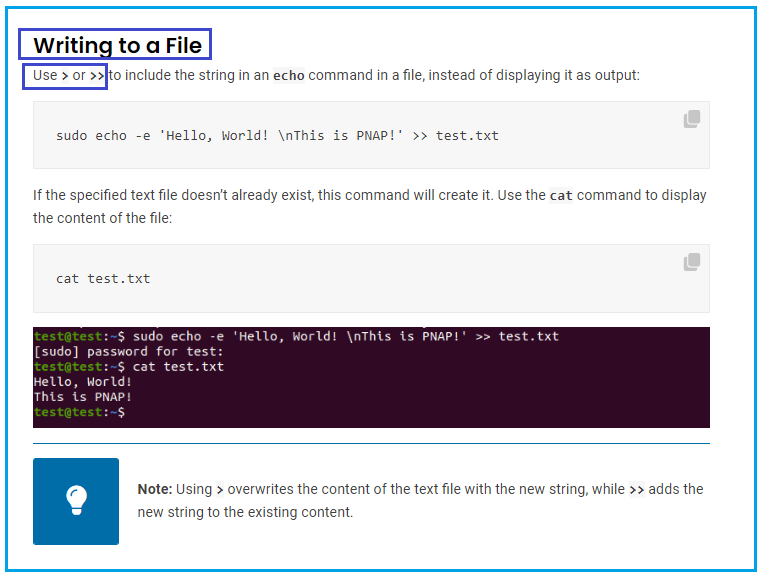 Writing to a File
Use > or >> to include the string in an echo command in a file, instead of displaying it as output:
sudo echo -e 'Hello, World! \nThis is PNAP!' >> test.txt
If the specified text file doesn’t already exist, this command will create it. Use the cat command to display
the content of the file:
cat test.txt
test@test:~$ sudo echo -e 'Hello, World! \nThis is PNAP!' >> test.txt
[sudo] password for test:
test@test:~$ cat test.txt
Hello, World!
This is PNAP!
test@test:~$
Note: Using > overwrites the content of the text file with the new string, while >> adds the
new string to the existing content.